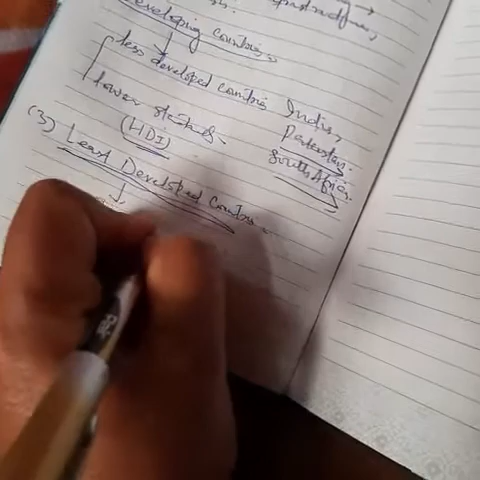 Developing countries
less developed countries India,
lower standard Pakistan.
(HDI) South Africa.
(3) Least Developed Countries